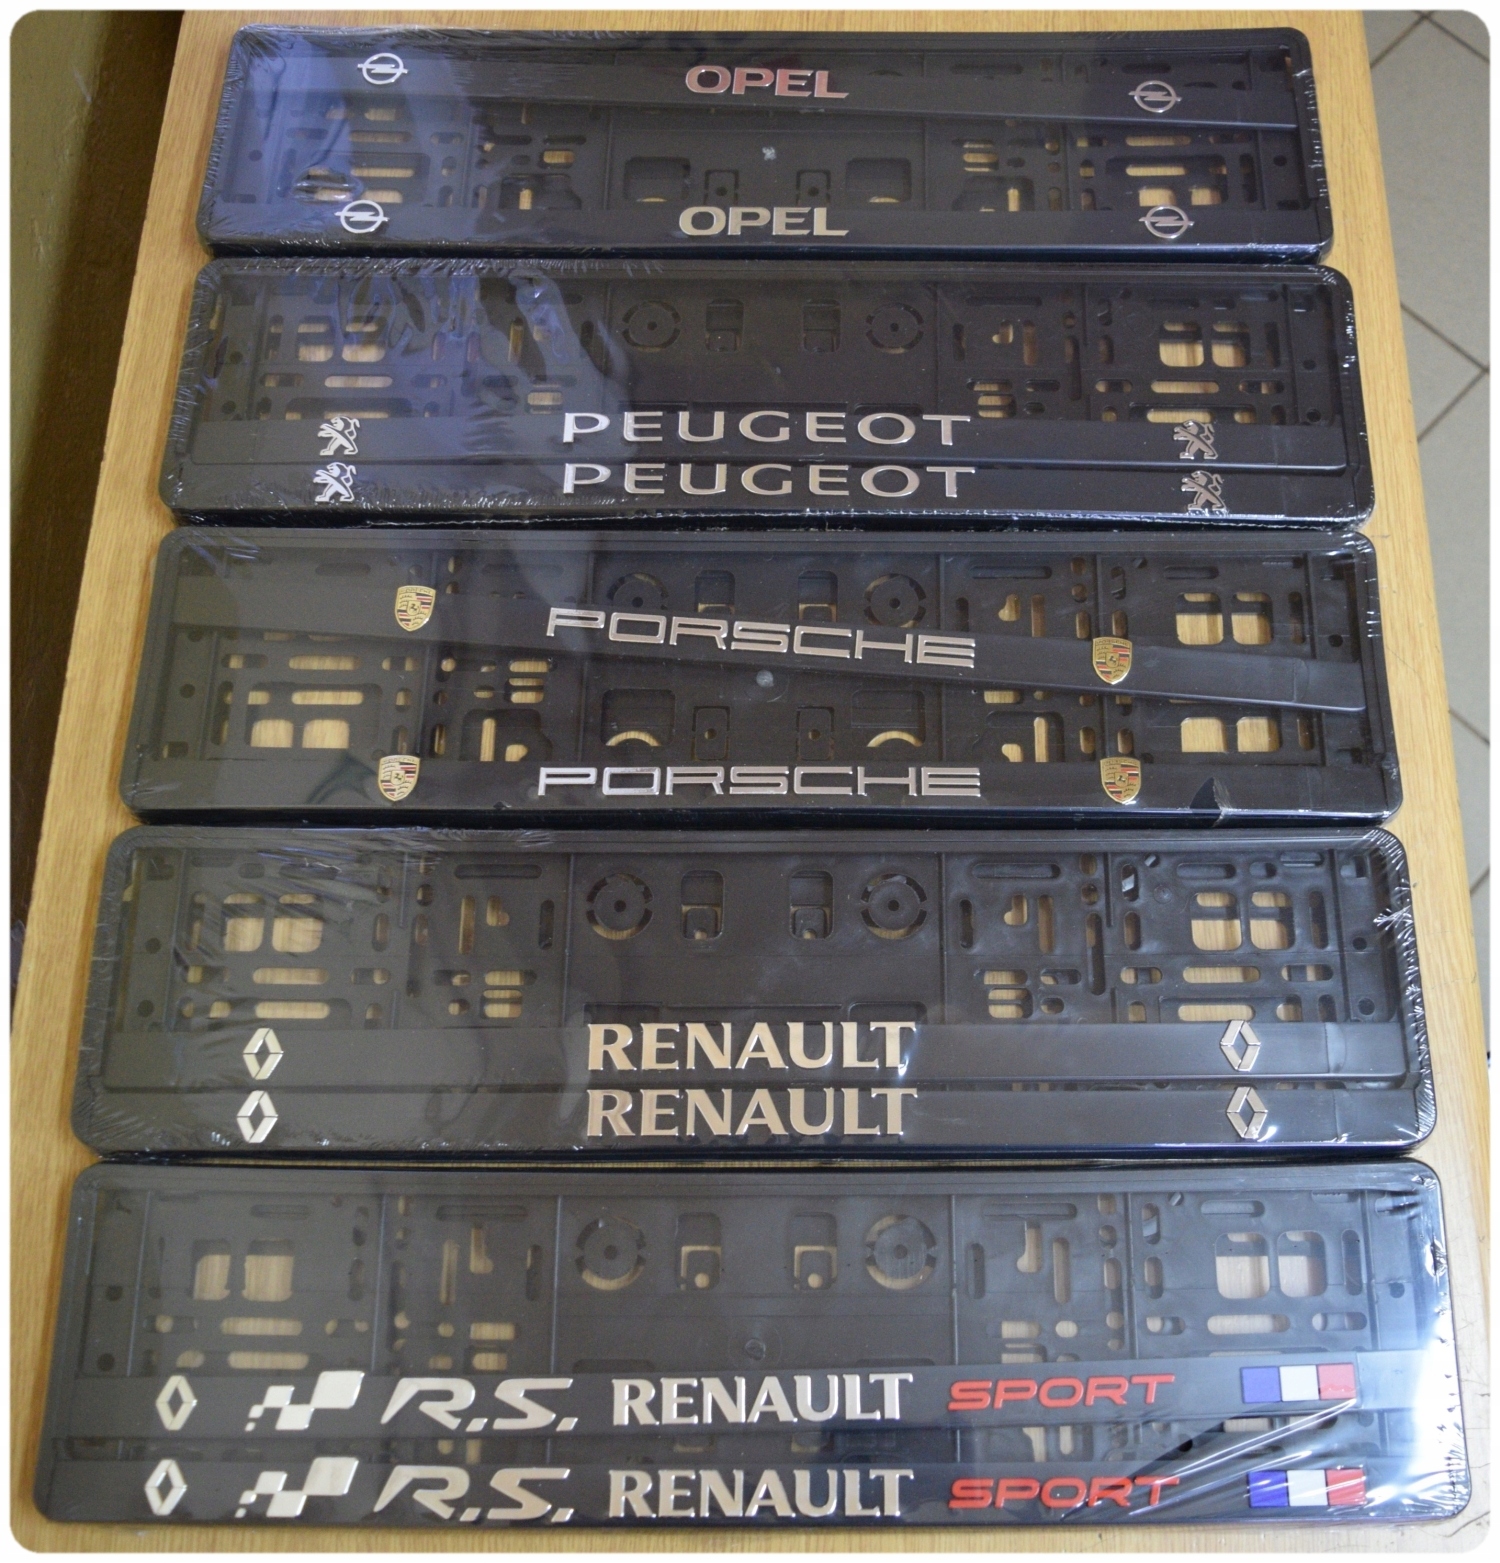 OPEL
OPEL
PEUGEOT
PEUGEOT
PORSCHE
PORSCHE
RENAULT
RENAULT
R.S. RENAULT SPORT
R.S. RENAULT SPORT